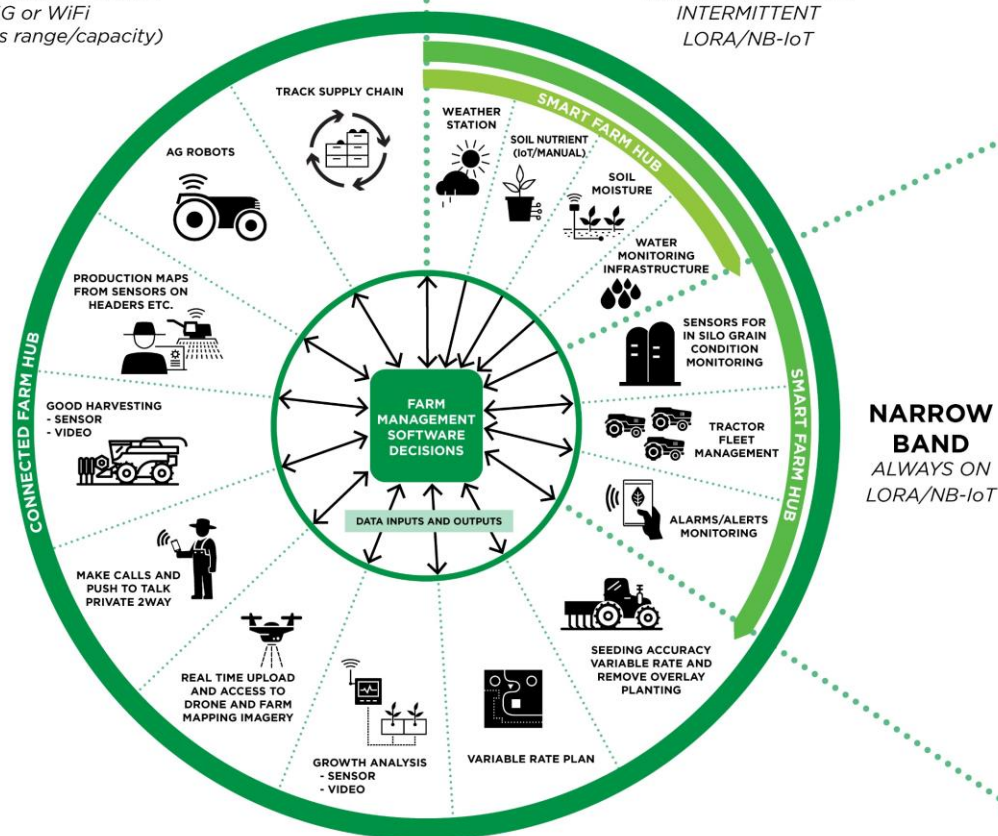 G or WiFi
s range/capacity)
INTERMITTENT
LORA/NB-IoT
TRACK SUPPLY CHAIN
WEATHER
STATION
SMART FARM HUB
SOIL NUTRIENT
(IoT/MANUAL)
SOIL
MOISTURE
AG ROBOTS
WATER
MONITORING
INFRASTRUCTURE
PRODUCTION MAPS
FROM SENSORS ON
HEADERS ETC.
SENSORS FOR
IN SILO GRAIN
CONDITION
MONITORING
CONNECTED FARM HUB
GOOD HARVESTING
- SENSOR
- VIDEO
FARM
MANAGEMENT
SOFTWARE
DECISIONS
TRACTOR
FLEET
MANAGEMENT
SMART FARM HUB
NARROW
BAND
ALWAYS ON
LORA/NB-IoT
DATA INPUTS AND OUTPUTS
ALARMS/ALERTS
MONITORING
MAKE CALLS AND
PUSH TO TALK
PRIVATE 2WAY
SEEDING ACCURACY
VARIABLE RATE AND
REMOVE OVERLAY
PLANTING
REAL TIME UPLOAD
AND ACCESS TO
DRONE AND FARM
MAPPING IMAGERY
GROWTH ANALYSIS
- SENSOR
- VIDEO
VARIABLE RATE PLAN